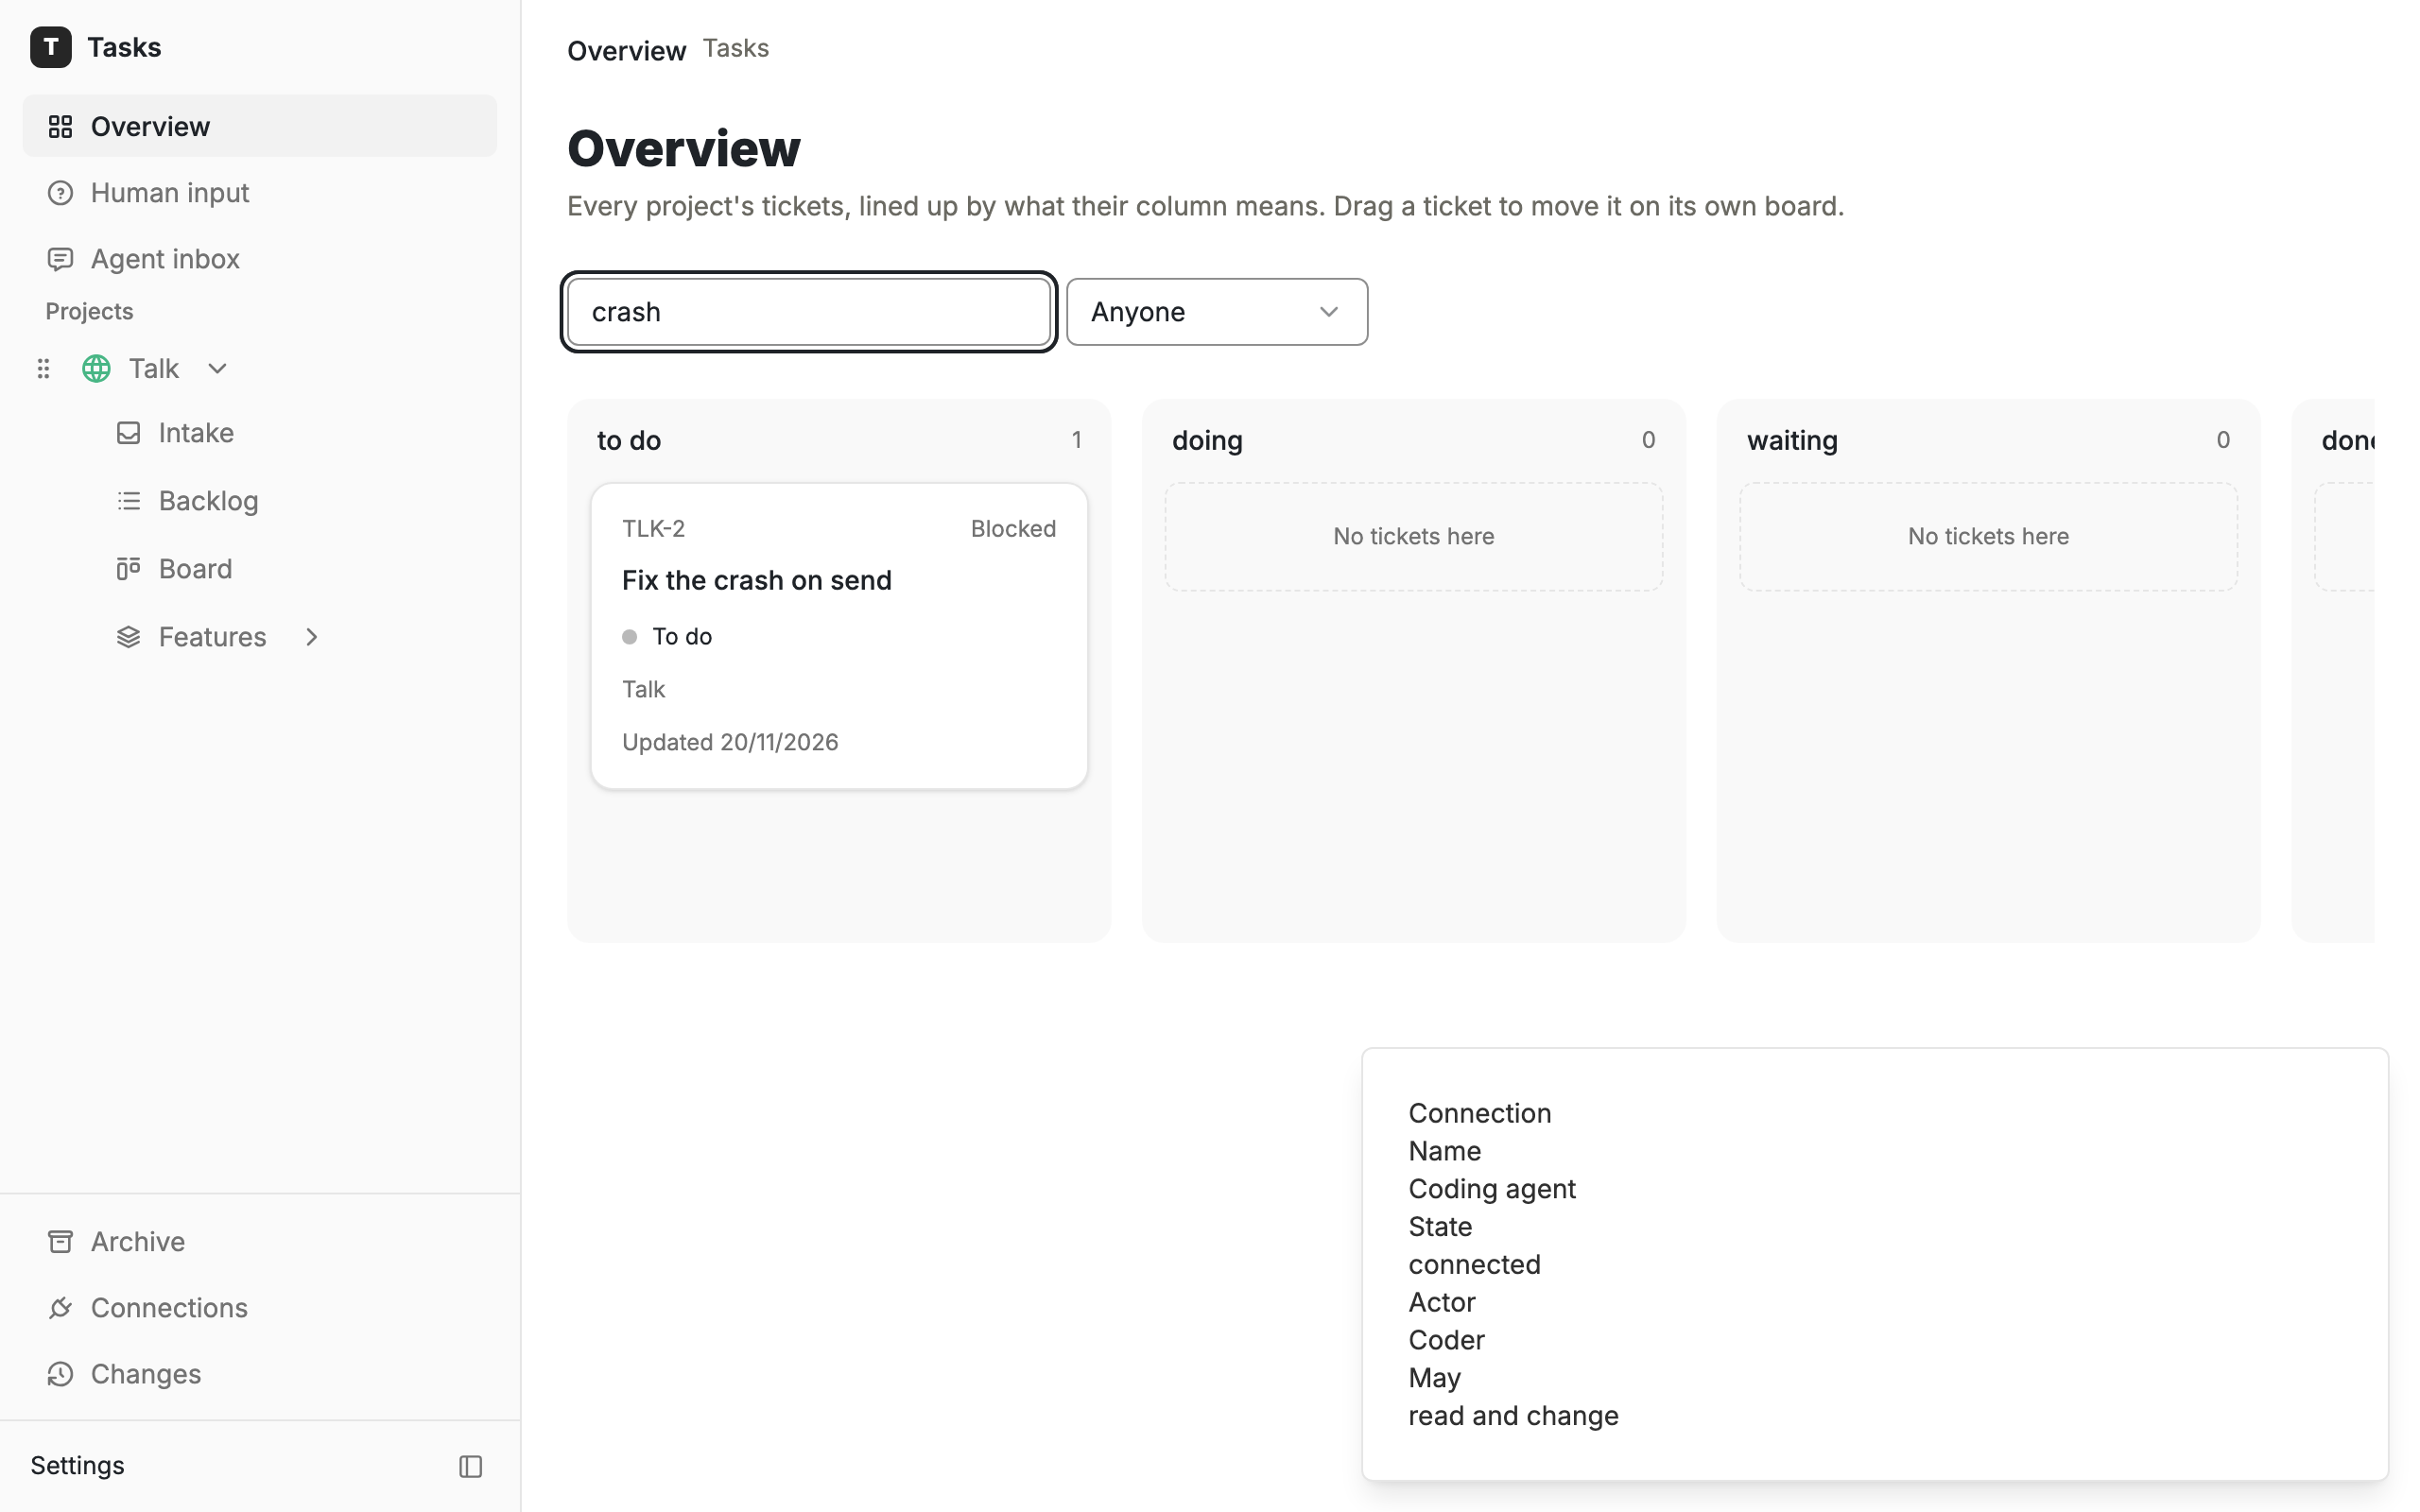 T Tasks
Overview
Human input
Agent inbox
Projects
Talk
Intake
Backlog
Board
Features
Archive
Connections
Changes
Settings
Overview Tasks
Overview
Every project's tickets, lined up by what their column means. Drag a ticket to move it on its own board.
crash
Anyone
to do 1
TLK-2 Blocked
Fix the crash on send
To do
Talk
Updated 20/11/2026
doing 0
No tickets here
waiting 0
No tickets here
done
Connection
Name
Coding agent
State
connected
Actor
Coder
May
read and change